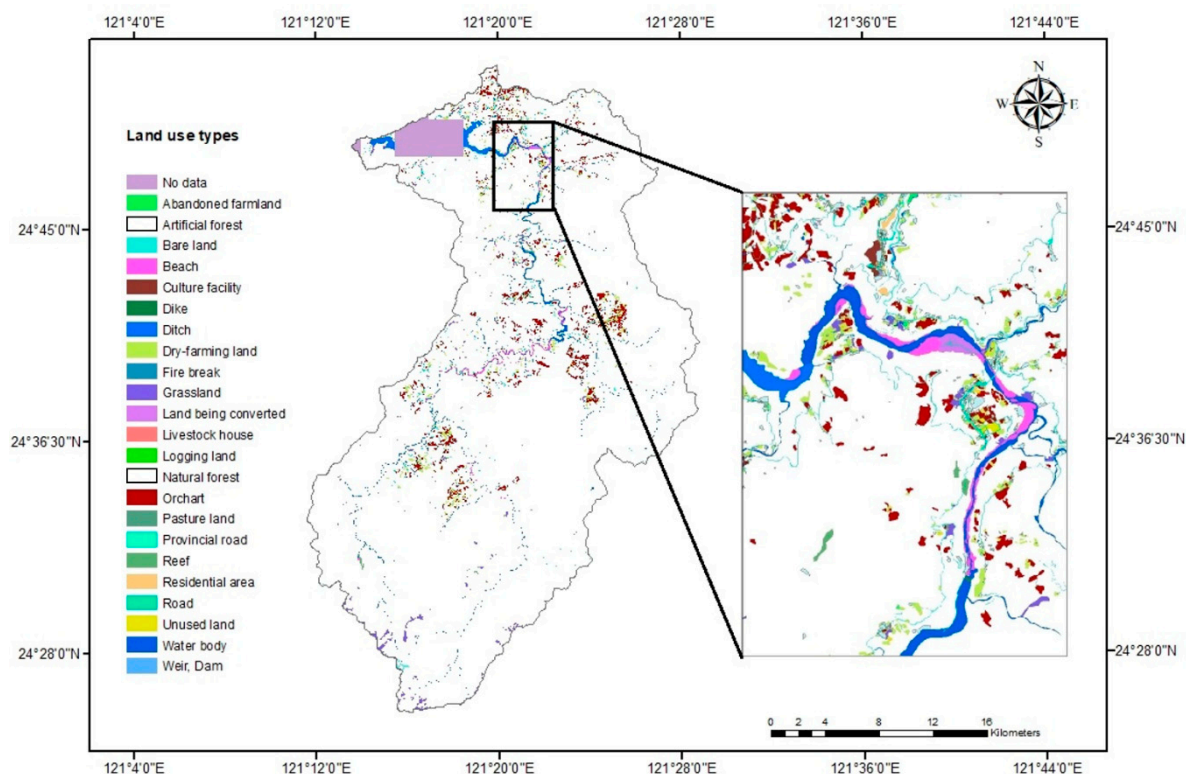 121°4'0"E 121°12'0"E 121°20'0"E 121°28'0"E 121°36'0"E 121°44'0"E
N
W E
S
Land use types
No data
Abandoned farmland
Artificial forest
Bare land
Beach
Culture facility
Dike
Ditch
Dry-farming land
Fire break
Grassland
Land being converted
Livestock house
Logging land
Natural forest
Orchart
Pasture land
Provincial road
Reef
Residential area
Road
Unused land
Water body
Weir, Dam
24°45'0"N 24°45'0"N
24°36'30"N 24°36'30"N
24°28'0"N 24°28'0"N
0 2 4 8 12 16
Kilometers
121°4'0"E 121°12'0"E 121°20'0"E 121°28'0"E 121°36'0"E 121°44'0"E